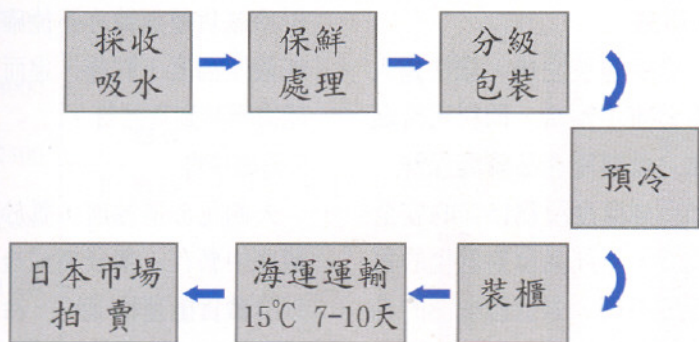 採收
吸水
保鮮
處理
分級
包裝
預冷
裝櫃
海運運輸
15℃ 7-10天
日本市場
拍賣